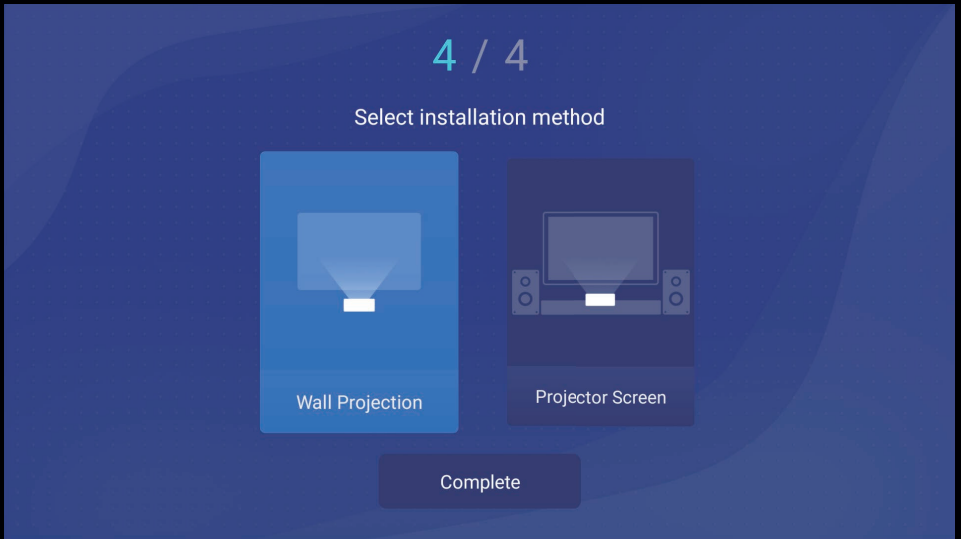 4 / 4
Select installation method
Wall Projection
Projector Screen
Complete